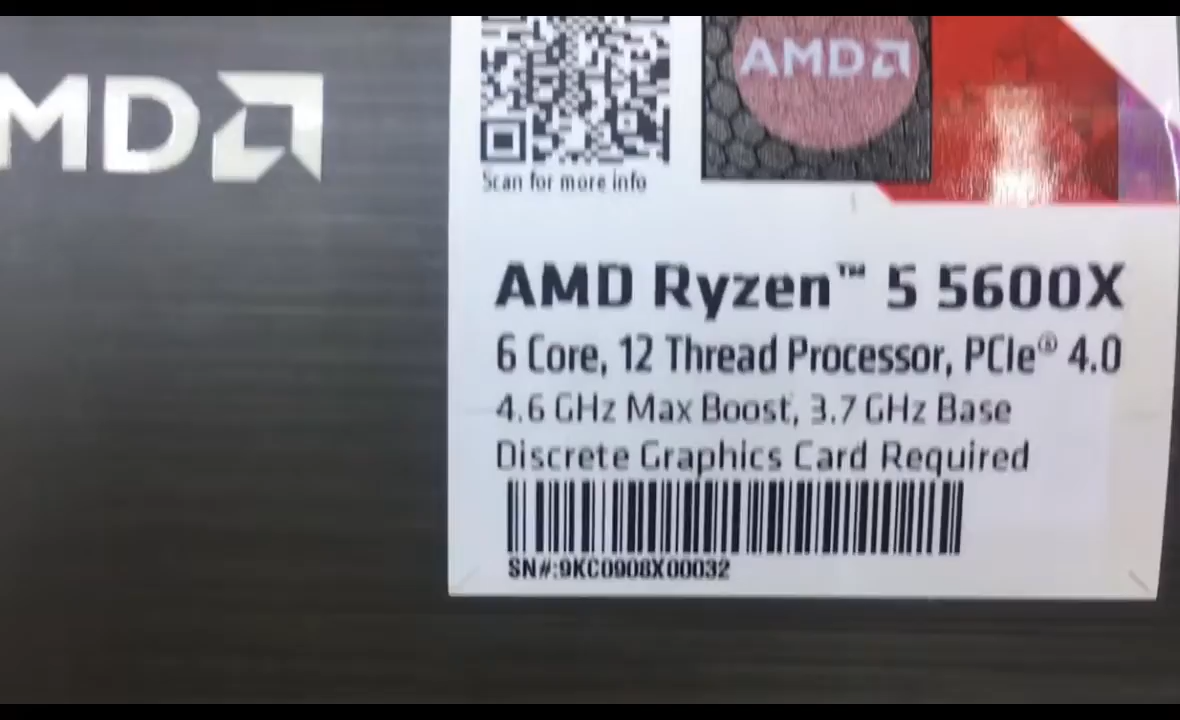 AMD
Scan for more info
AMD
AMD Ryzen™ 5 5600X
6 Core, 12 Thread Processor, PCIe® 4.0
4.6 GHz Max Boost, 3.7 GHz Base
Discrete Graphics Card Required
SN#:9KC0908X00032